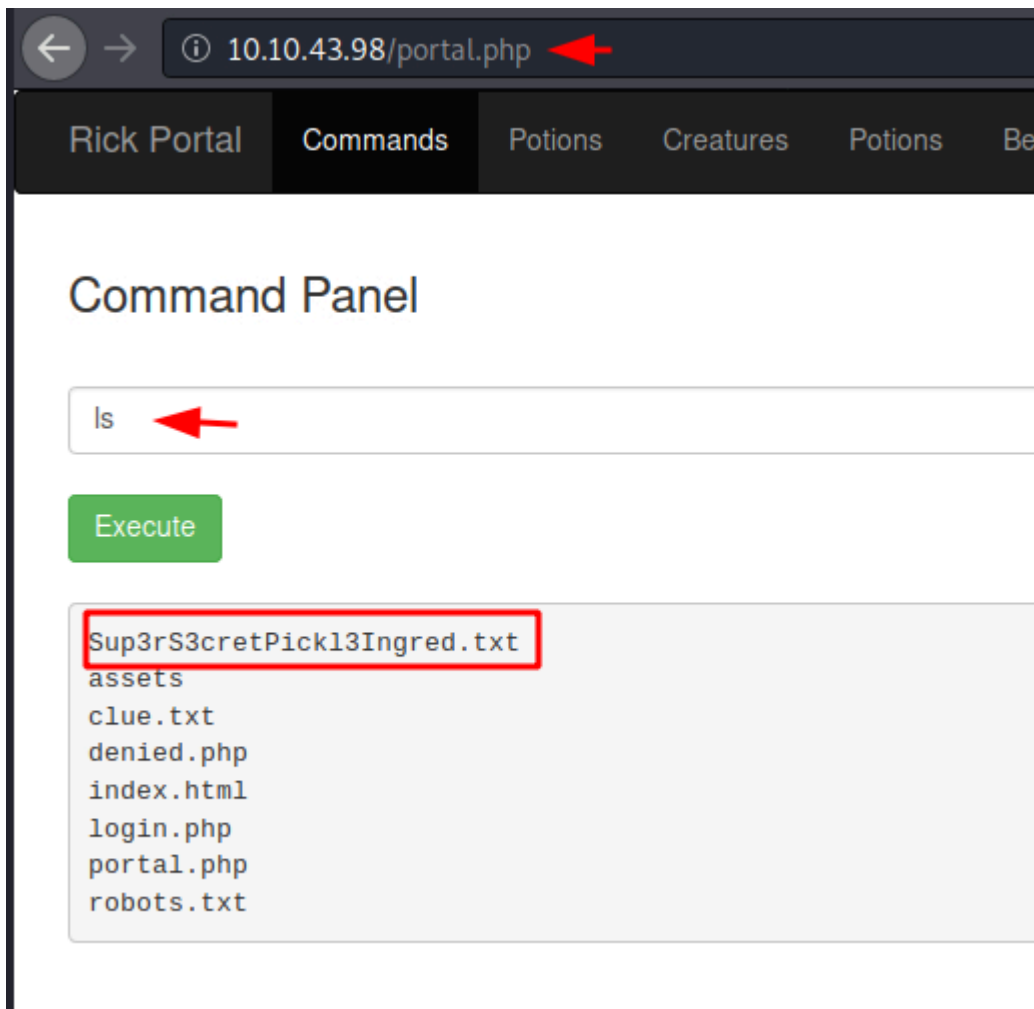 10.10.43.98/portal.php
Rick Portal Commands Potions Creatures Potions Be
Command Panel
ls
Execute
Sup3rS3cretPickl3Ingred.txt
assets
clue.txt
denied.php
index.html
login.php
portal.php
robots.txt